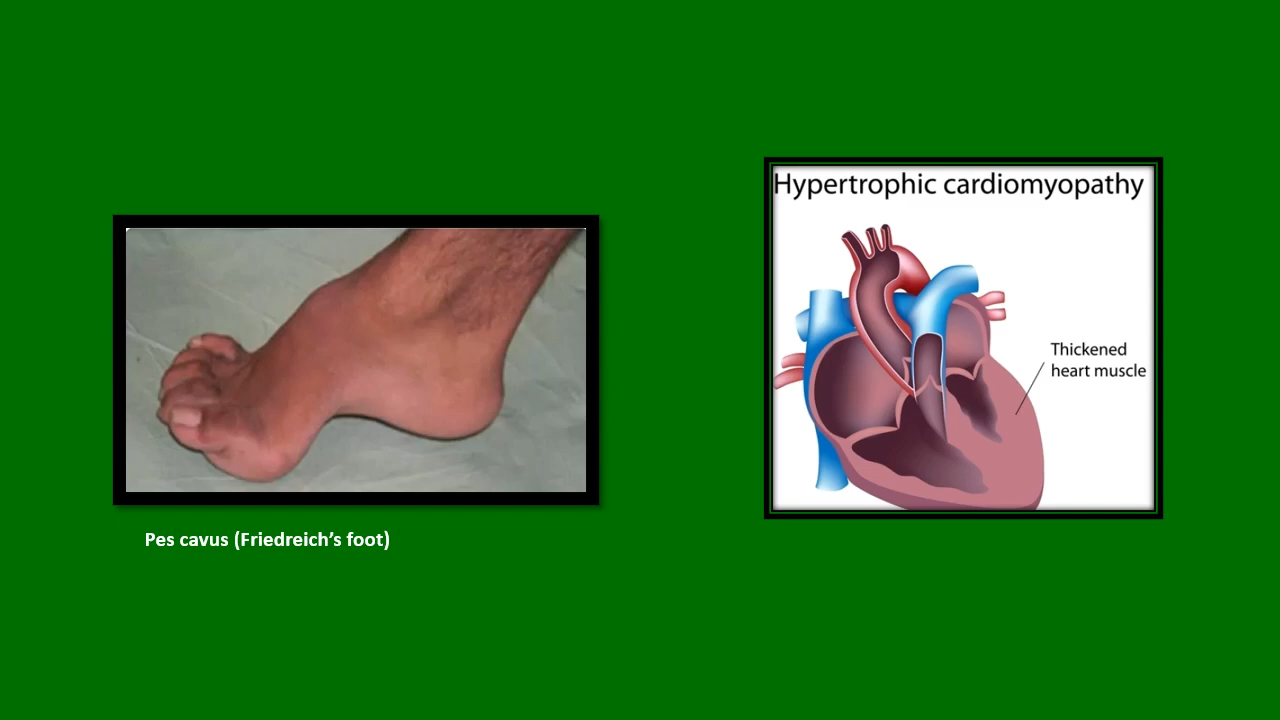 Hypertrophic cardiomyopathy
Thickened
heart muscle
Pes cavus (Friedreich’s foot)